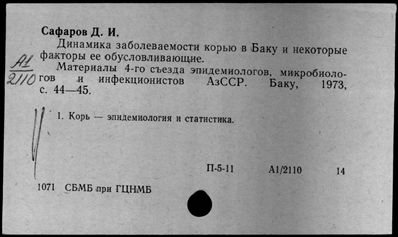 Сафаров Д. И.
Динамика заболеваемости корью в Баку и некоторые
факторы ее обусловливающие.
А1
2110
Материалы 4-го съезда эпидемиологов, микробиоло-
гов и инфекционистов АзССР. Баку, 1973,
с. 44—45.
1. Корь — эпидемиология и статистика.
П-5-11 А1/2110 14
1071 СБМБ при ГЦНМБ